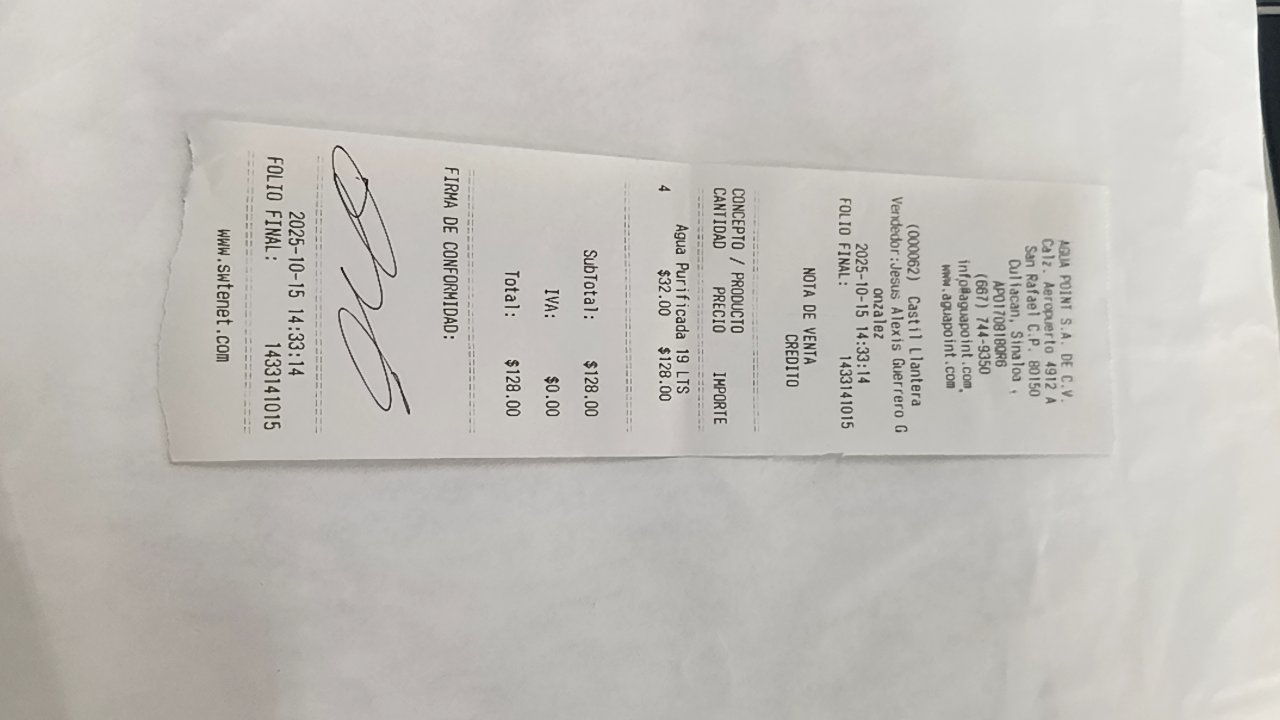 AGUA POINT S.A. DE C.V.
Calz. Aeropuerto 4912 A
San Rafael C.P. 80150
Culiacan, Sinaloa ,
APO170818QR6
(667) 744-9350
info@aguapoint.com,
www.aguapoint.com
(000062) Castil Llantera
Vendedor:Jesus Alexis Guerrero G
onzalez
2025-10-15 14:33:14
FOLIO FINAL: 1433141015
NOTA DE VENTA
CREDITO
CONCEPTO / PRODUCTO
CANTIDAD PRECIO IMPORTE
Agua Purificada 19 LTS
4 $32.00 $128.00
SubTotal: $128.00
IVA: $0.00
Total: $128.00
FIRMA DE CONFORMIDAD:
2025-10-15 14:33:14
FOLIO FINAL: 1433141015
www.swtenet.com